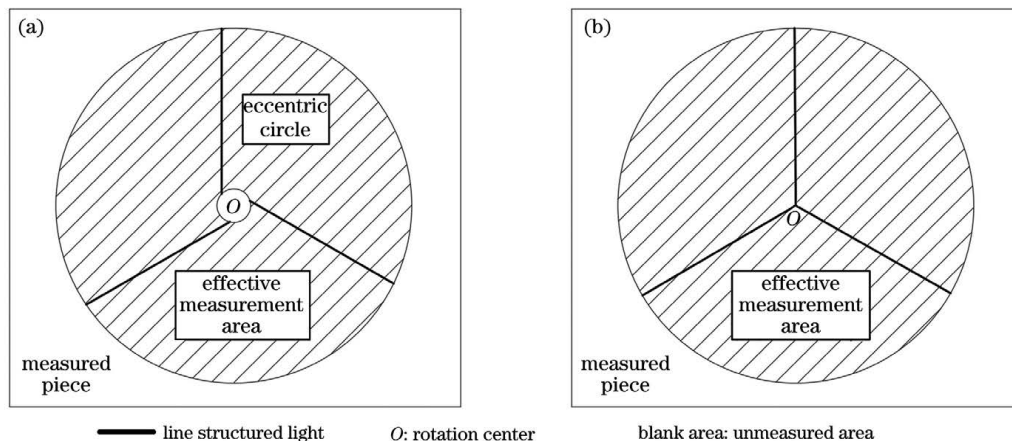 (a)
eccentric
circle
O
effective
measurement
area
measured
piece
(b)
O
effective
measurement
area
measured
piece
line structured light
O: rotation center
blank area: unmeasured area